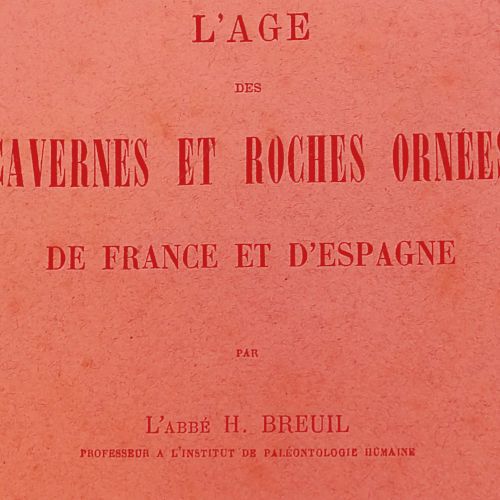 L'AGE
DES
CAVERNES ET ROCHES ORNÉES
DE FRANCE ET D'ESPAGNE
PAR
L'ABBÉ H. BREUIL
PROFESSEUR A L'INSTITUT DE PALÉONTOLOGIE HUMAINE